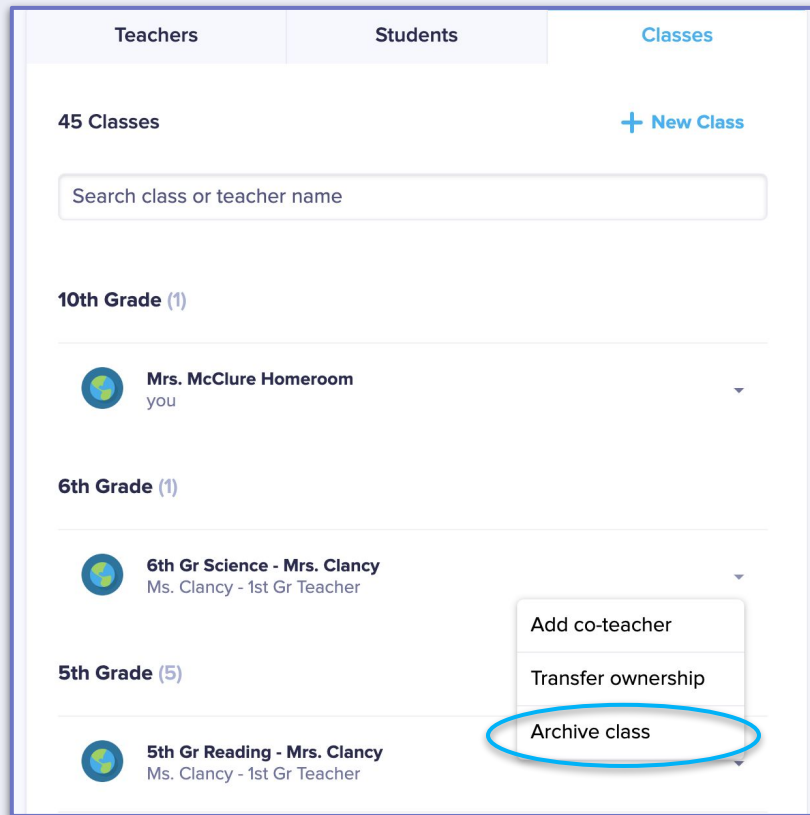 Teachers
Students
Classes
45 Classes
+ New Class
Search class or teacher name
10th Grade (1)
Mrs. McClure Homeroom
you
6th Grade (1)
6th Gr Science - Mrs. Clancy
Ms. Clancy - 1st Gr Teacher
Add co-teacher
Transfer ownership
Archive class
5th Grade (5)
5th Gr Reading - Mrs. Clancy
Ms. Clancy - 1st Gr Teacher